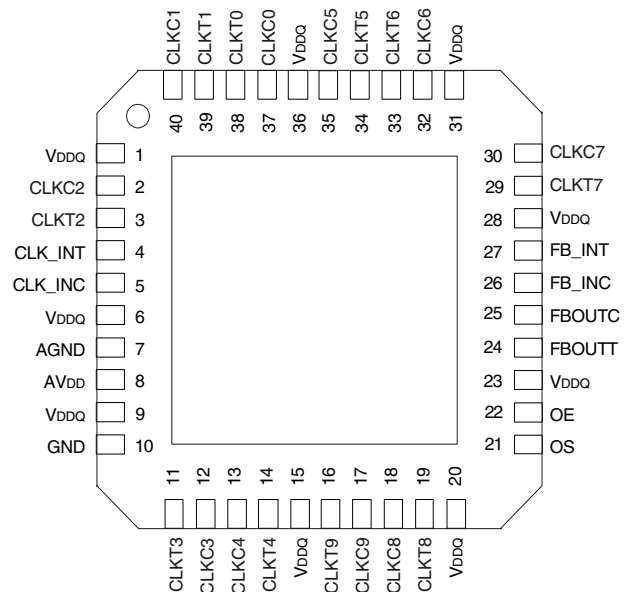 CLKC1 CLKT1 CLKT0 CLKC0 VDDQ CLKC5 CLKT5 CLKT6 CLKC6 VDDQ
40 39 38 37 36 35 34 33 32 31
VDDQ 1 30 CLKC7
CLKC2 2 29 CLKT7
CLKT2 3 28 VDDQ
CLK_INT 4 27 FB_INT
CLK_INC 5 26 FB_INC
VDDQ 6 25 FBOUTC
AGND 7 24 FBOUTT
AVDD 8 23 VDDQ
VDDQ 9 22 OE
GND 10 21 OS
11 12 13 14 15 16 17 18 19 20
CLKT3 CLKC3 CLKC4 CLKT4 VDDQ CLKT9 CLKC9 CLKC8 CLKT8 VDDQ